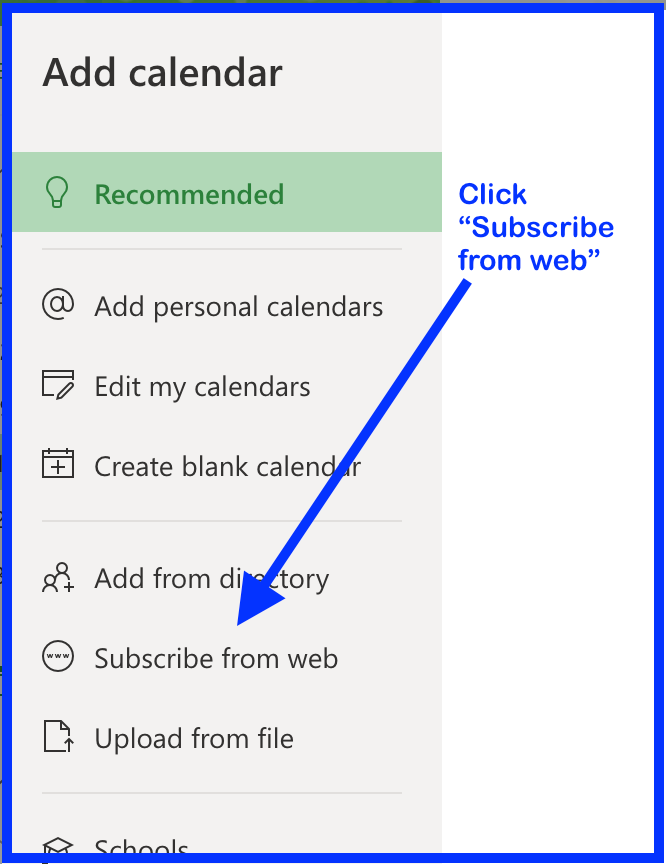 Add calendar
Recommended
Click
“Subscribe
from web”
Add personal calendars
Edit my calendars
Create blank calendar
Add from directory
Subscribe from web
Upload from file
Schools